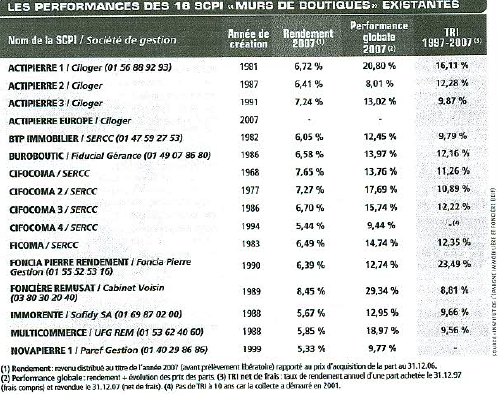 LES PERFORMANCES DES 16 SCPI «MURS DE BOUTIQUES» EXISTANTES
Nom de la SCPI / Société de gestion Année de création Rendement 2007(1) Performance globale 2007(2) TRI 1997-2007(3)
ACTIPIERRE 1 / Ciloger (01 56 88 92 93) 1981 6,72 % 20,80 % 16,11 %
ACTIPIERRE 2 / Ciloger 1987 6,41 % 8,01 % 12,28 %
ACTIPIERRE 3 / Ciloger 1991 7,24 % 13,02 % 9,87 %
ACTIPIERRE EUROPE / Ciloger 2007 - - -
BTP IMMOBILIER / SERCC (01 47 59 27 53) 1982 6,05 % 12,45 % 9,79 %
BUROBOUTIC / Fiducial Gérance (01 49 07 86 80) 1986 6,58 % 13,97 % 12,16 %
CIFOCOMA / SERCC 1968 7,65 % 13,76 % 11,26 %
CIFOCOMA 2 / SERCC 1977 7,27 % 17,69 % 10,89 %
CIFOCOMA 3 / SERCC 1986 6,70 % 15,74 % 12,22 %
CIFOCOMA 4 / SERCC 1994 5,44 % 9,44 % -(4)
FICOMA / SERCC 1983 6,49 % 14,74 % 12,35 %
FONCIA PIERRE RENDEMENT / Foncia Pierre
Gestion (01 55 52 53 16) 1990 6,39 % 12,74 % 23,49 %
FONCIÈRE REMUSAT / Cabinet Voisin
(03 80 30 20 40) 1989 8,45 % 29,34 % 8,81 %
IMMORENTE / Sofidy SA (01 69 87 02 00) 1988 5,67 % 12,95 % 9,66 %
MULTICOMMERCE / UFG REM (01 53 62 40 60) 1988 5,85 % 18,97 % 9,56 %
NOVAPIERRE 1 / Paref Gestion (01 40 29 86 86) 1999 5,33 % 9,77 % -
(1) Rendement : revenu distribué au titre de l'année 2007 (avant prélèvement libératoire) rapporté au prix d'acquisition de la part au 31.12.06.
(2) Performance globale : rendement + évolution des prix des parts. (3) TRI net de frais : taux de rendement annuel d'une part achetée le 31.12.97
(frais compris) et revendue le 31.12.07 (net de frais). (4) Pas de TRI à 10 ans car la collecte a démarré en 2001.
SOURCE : INSTITUT DE L'ÉPARGNE IMMOBILIÈRE ET FONCIÈRE (IEIF)